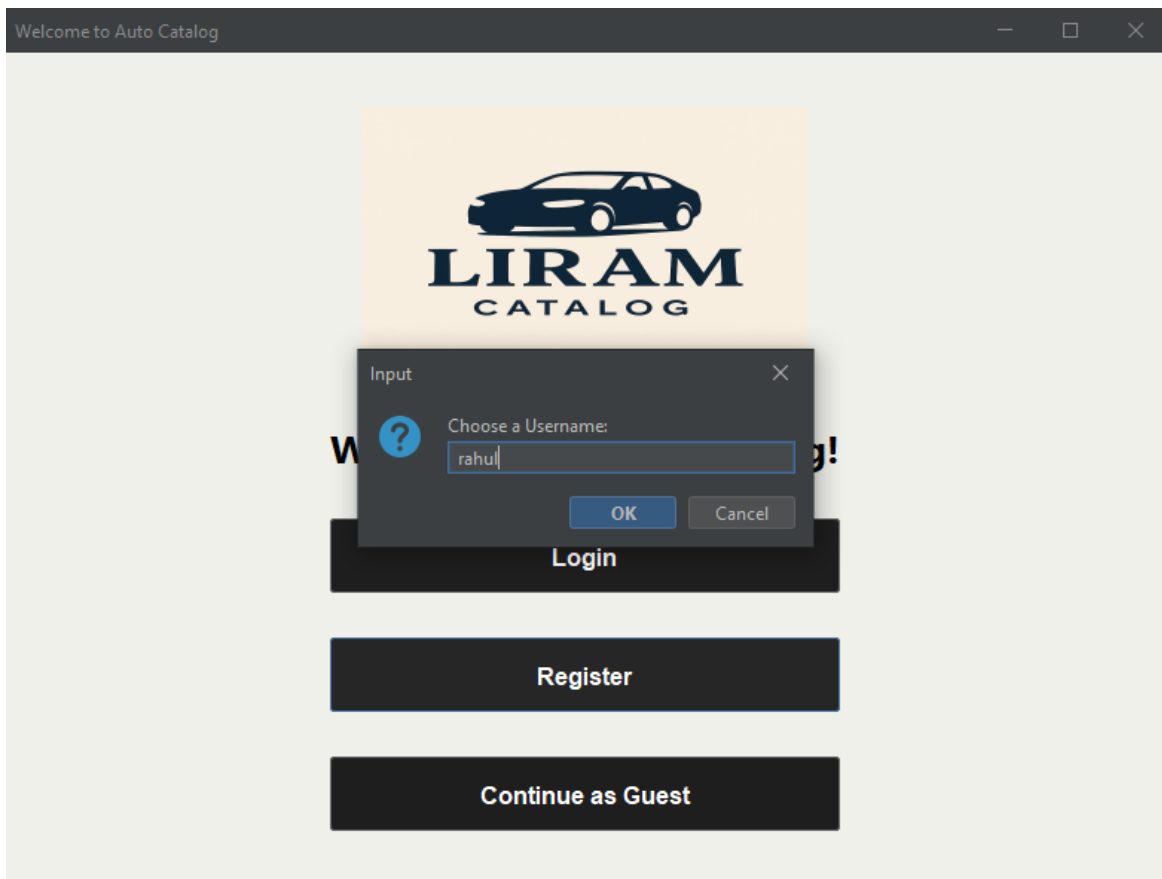 Welcome to Auto Catalog
LIRAM
CATALOG
Input
Choose a Username:
rahul
OK Cancel
Login
Register
Continue as Guest